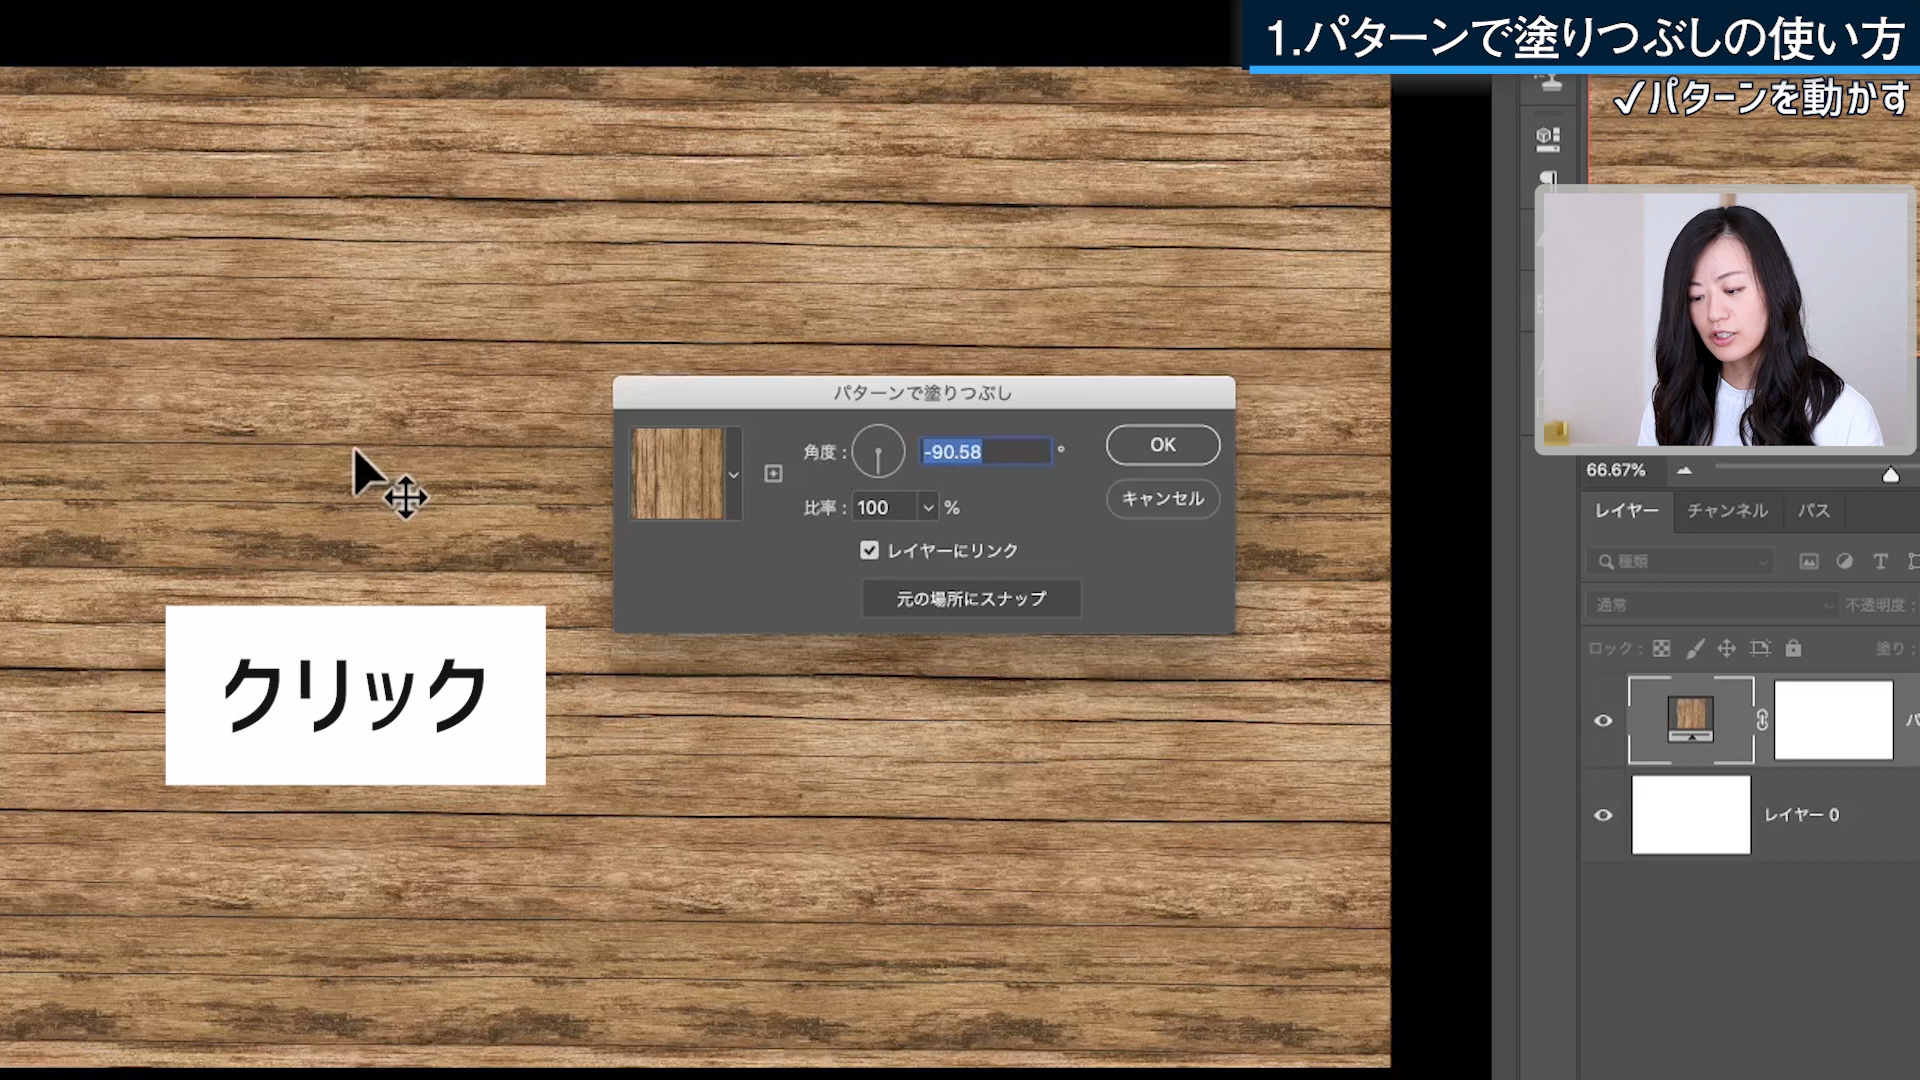 1.パターンで塗りつぶしの使い方
✓パターンを動かす
パターンで塗りつぶし
角度：
-90.58
°
OK
比率：
100
%
キャンセル
レイヤーにリンク
元の場所にスナップ
クリック
66.67%
レイヤー
チャンネル
パス
種類
通常
不透明度：
ロック：
塗り：
レイヤー 0